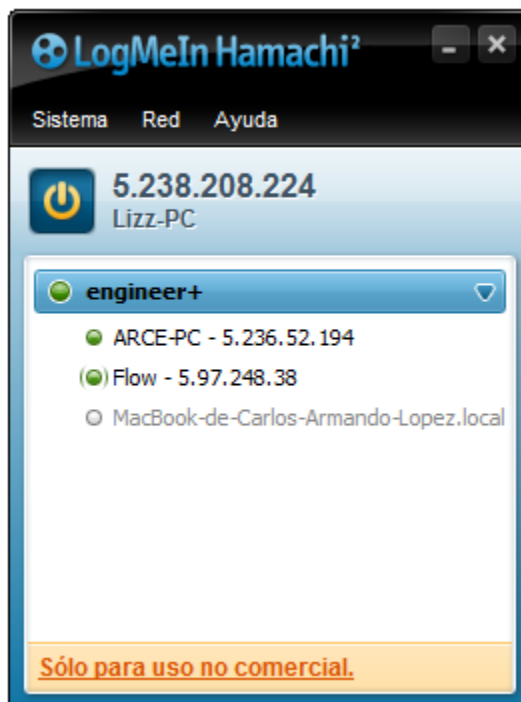 LogMeIn Hamachi²
Sistema Red Ayuda
5.238.208.224
Lizz-PC
engineer+
ARCE-PC - 5.236.52.194
Flow - 5.97.248.38
MacBook-de-Carlos-Armando-Lopez.local
Sólo para uso no comercial.